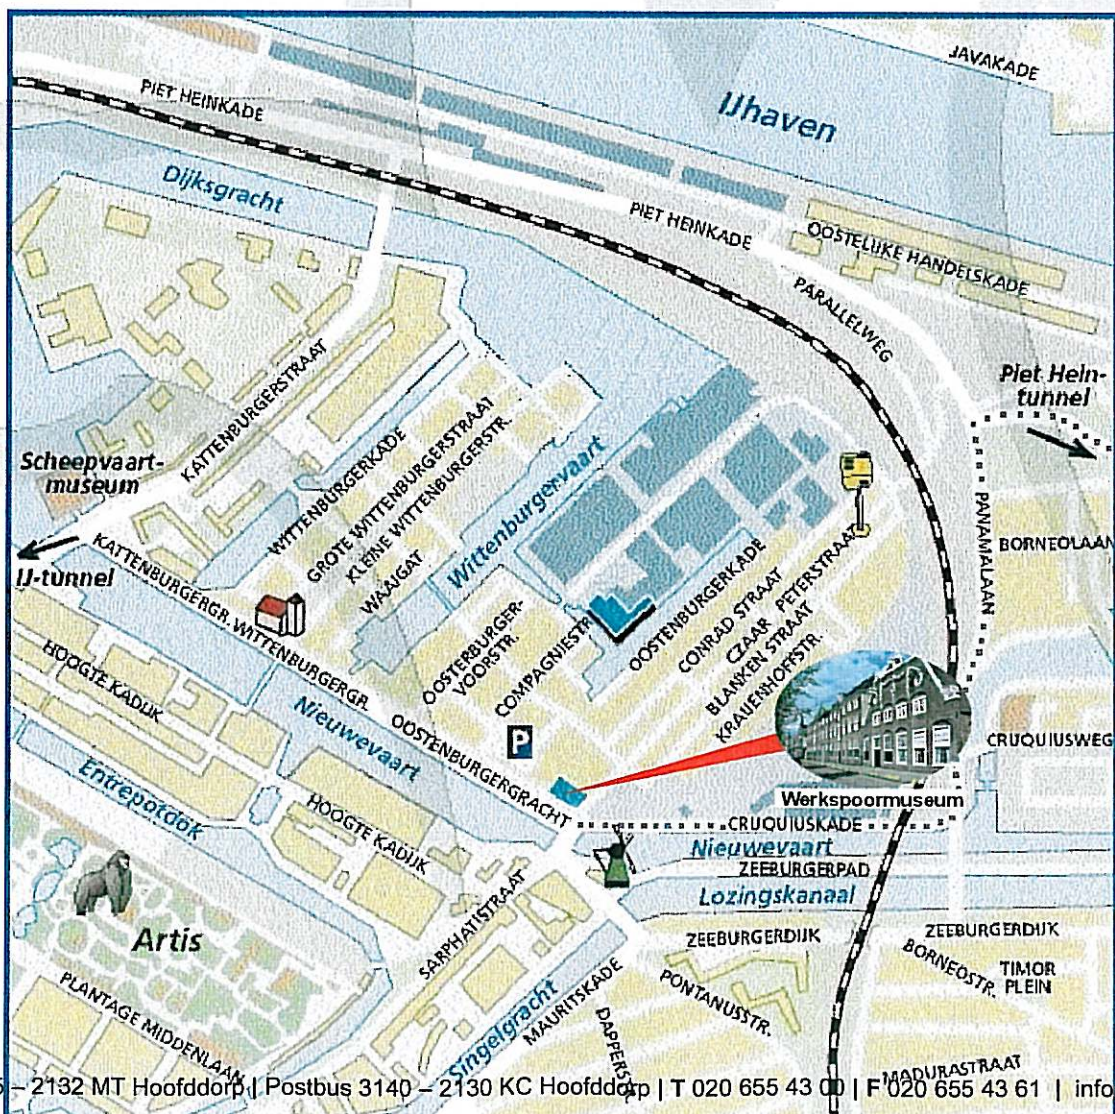 JAVAKADE
IJhaven
PIET HEINKADE
Dijksgracht
PIET HEINKADE
OOSTELIJKE HANDELSKADE
PARALLELWEG
Piet Hein-
tunnel
KATTENBURGERSTRAAT
Scheepvaart-
museum
WITTENBURGERKADE
GROTE WITTENBURGERSTRAAT
KLEINE WITTENBURGERSTR.
WAAIGAT
Wittenburgervaart
PANAMALAAN
BORNEOLAAN
IJ-tunnel
KATTENBURGERGR.
WITTENBURGERGR.
OOSTERBURGER-
VOORSTR.
COMPAGNIESTR.
OOSTENBURGERKADE
CONRAD STRAAT
CZAAR PETERSTRAAT
BLANKEN STRAAT
KRAUENHOFFSTR.
HOOGTE KADIJK
Nieuwevaart
OOSTENBURGERGRACHT
P
CRUQUIUSWEG
Entrepotdok
HOOGTE KADIJK
Werkspoormuseum
CRUQUIUSKADE
Nieuwevaart
ZEEBURGERPAD
Lozingskanaal
Artis
SARPHATISTRAAT
ZEEBURGERDIJK
ZEEBURGERDIJK
BORNEOSTR.
TIMOR
PLEIN
PLANTAGE MIDDENLAAN
Singelgracht
MAURITSKADE
PONTANUSSTR.
DAPPERSTR.
MADURASTRAAT
– 2132 MT Hoofddorp | Postbus 3140 – 2130 KC Hoofddorp | T 020 655 43 00 | F 020 655 43 61 | info